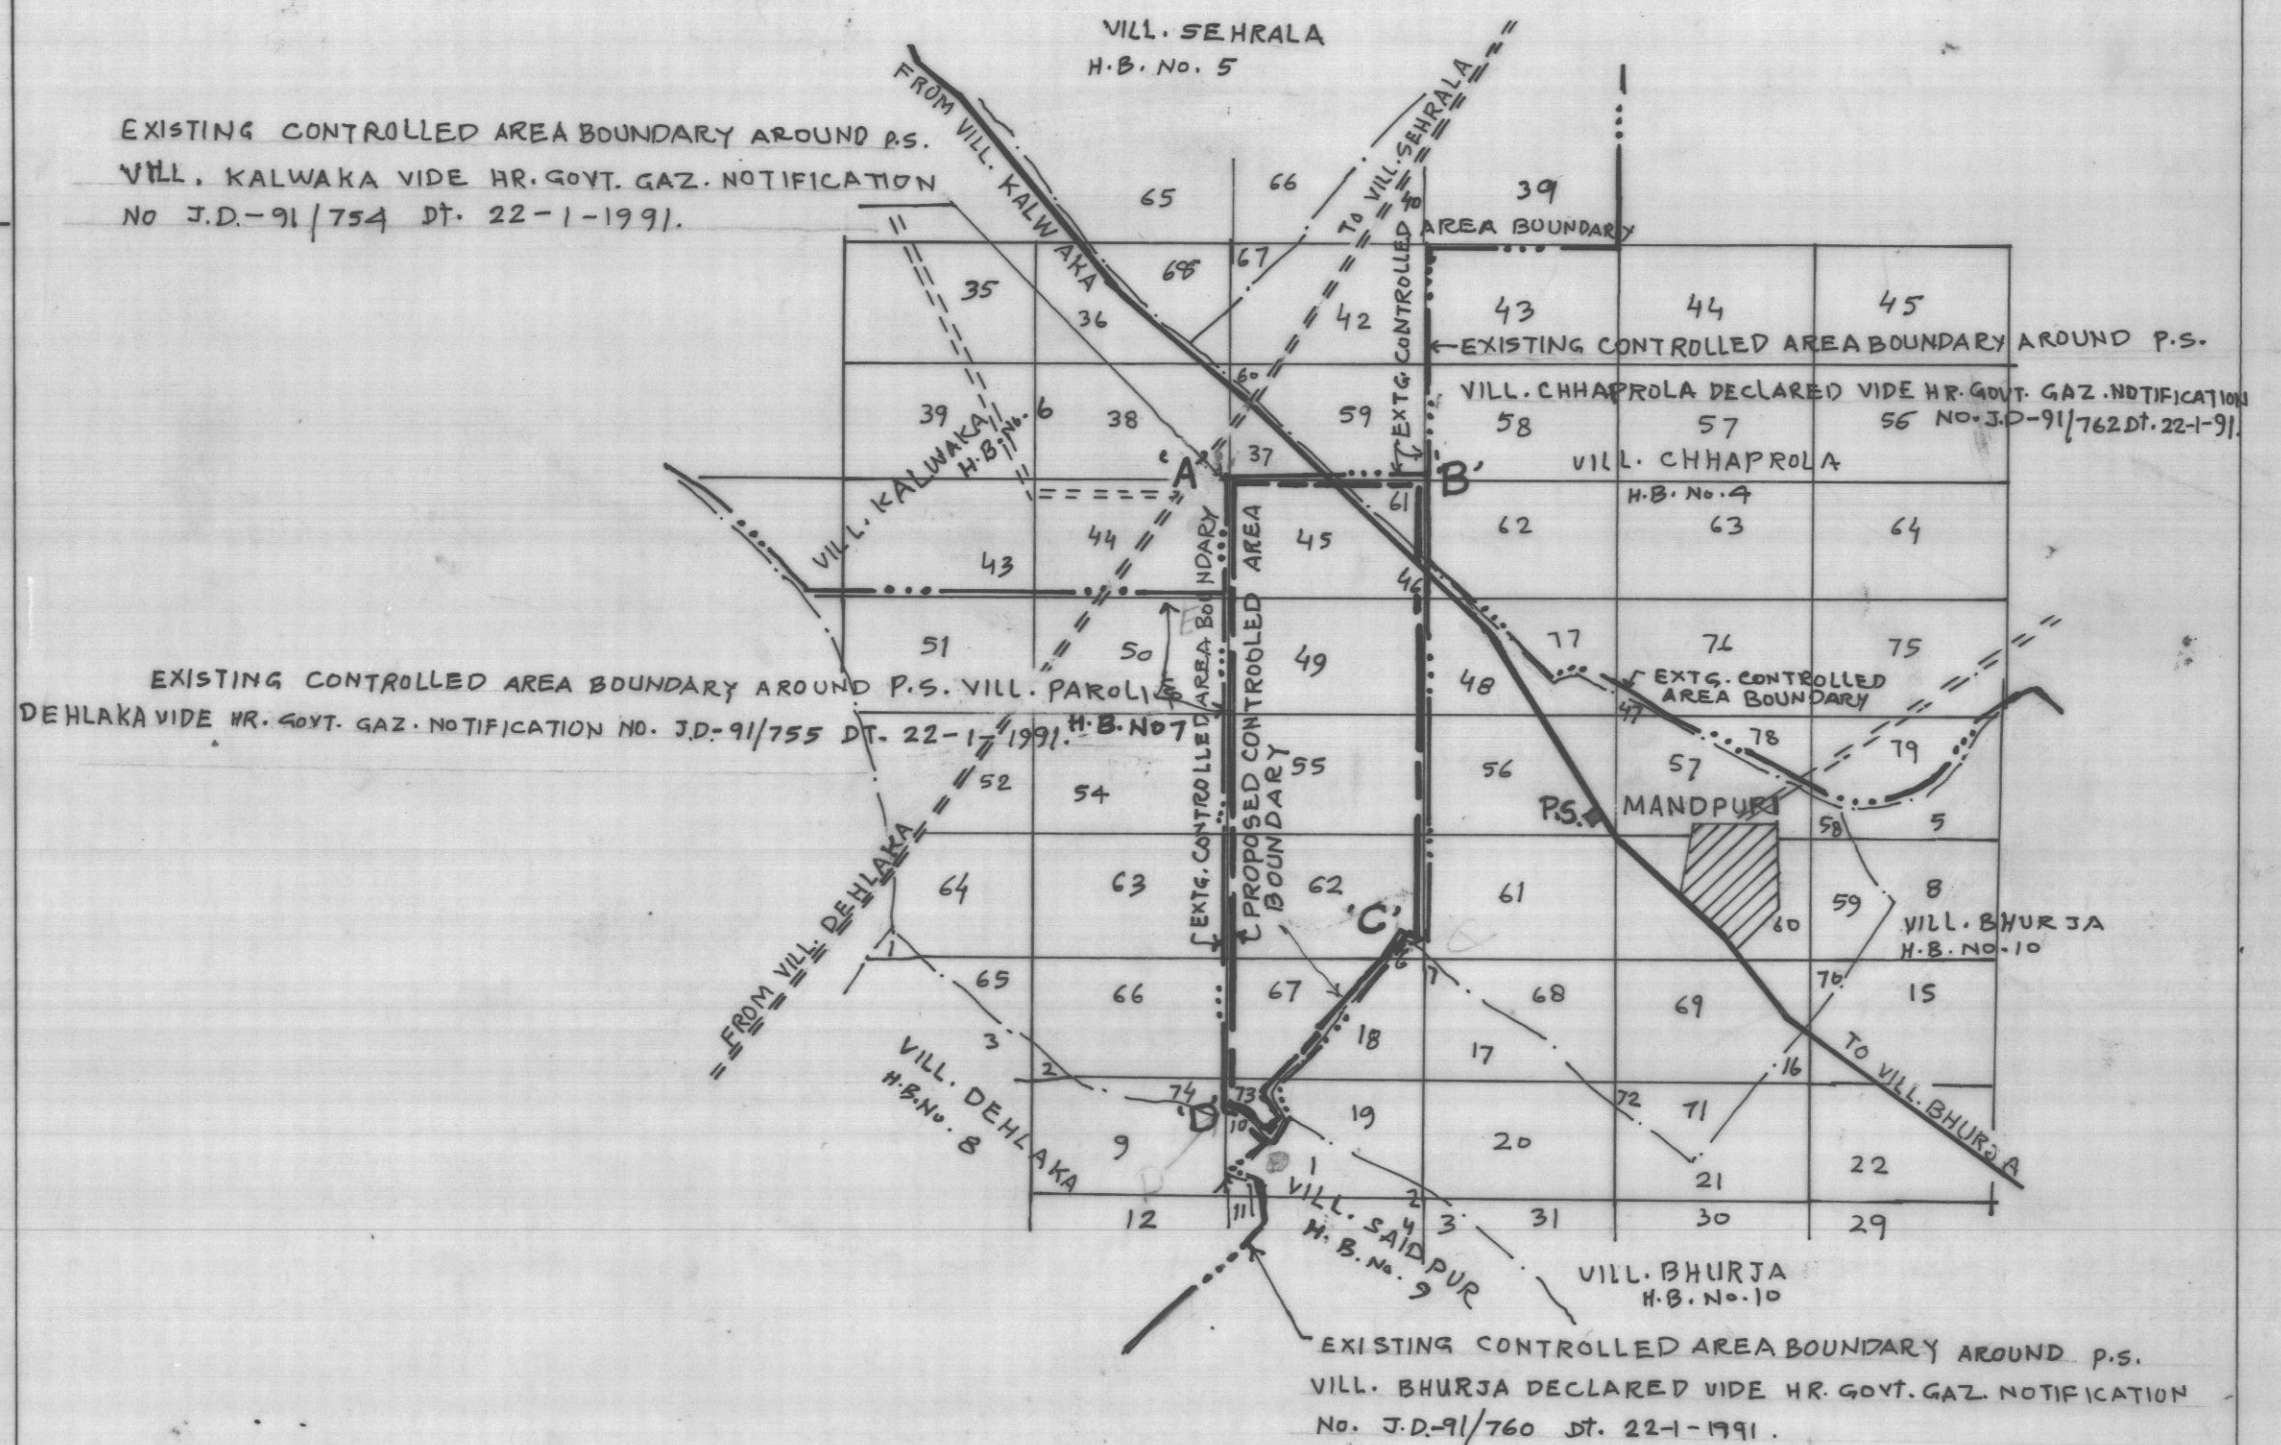 VILL. SEHRALA
H.B. No. 5
EXISTING CONTROLLED AREA BOUNDARY AROUND P.S.
VILL. KALWAKA VIDE HR. GOVT. GAZ. NOTIFICATION
NO J.D.-91/754 Dt. 22-1-1991.
FROM VILL. KALWAKA
TO VILL. SEHRALA
65
66
40
39
EXTG. CONTROLLED AREA BOUNDARY
35
36
68
67
42
43
44
45
←EXISTING CONTROLLED AREA BOUNDARY AROUND P.S.
VILL. CHHAPROLA DECLARED VIDE HR. GOVT. GAZ. NOTIFICATION
NO. J.D-91/762 Dt. 22-1-91.
39
38
60
59
58
57
56
37
VILL. KALWAKA
H.B. No. 6
'A'
'B'
VILL. CHHAPROLA
H.B. No. 4
43
44
45
61
46
62
63
64
EXTG. CONTROLLED AREA BOUNDARY
PROPOSED CONTROOLED AREA
BOUNDARY
51
50
49
48
77
76
75
EXTG. CONTROLLED
AREA BOUNDARY
47
EXISTING CONTROLLED AREA BOUNDARY AROUND P.S. VILL. PAROLI
DEHLAKA VIDE HR. GOVT. GAZ. NOTIFICATION NO. J.D.-91/755 DT. 22-1-1991.
H.B. No 7
52
54
55
56
57
78
79
P.S.
MANDPURI
58
5
64
63
62
61
60
59
8
'C'
VILL. BHURJA
H.B. NO. 10
FROM VILL. DEHLAKA
1
65
66
67
6
7
68
69
70
15
3
2
18
17
16
VILL. DEHLAKA
H.B. No. 8
TO VILL. BHURJA
74
73
'D'
10
19
72
71
9
20
1
21
22
12
11
2
4
3
31
30
29
VILL. SAIDPUR
H.B. No. 9
VILL. BHURJA
H.B. No. 10
EXISTING CONTROLLED AREA BOUNDARY AROUND P.S.
VILL. BHURJA DECLARED VIDE HR. GOVT. GAZ. NOTIFICATION
No. J.D.-91/760 Dt. 22-1-1991.